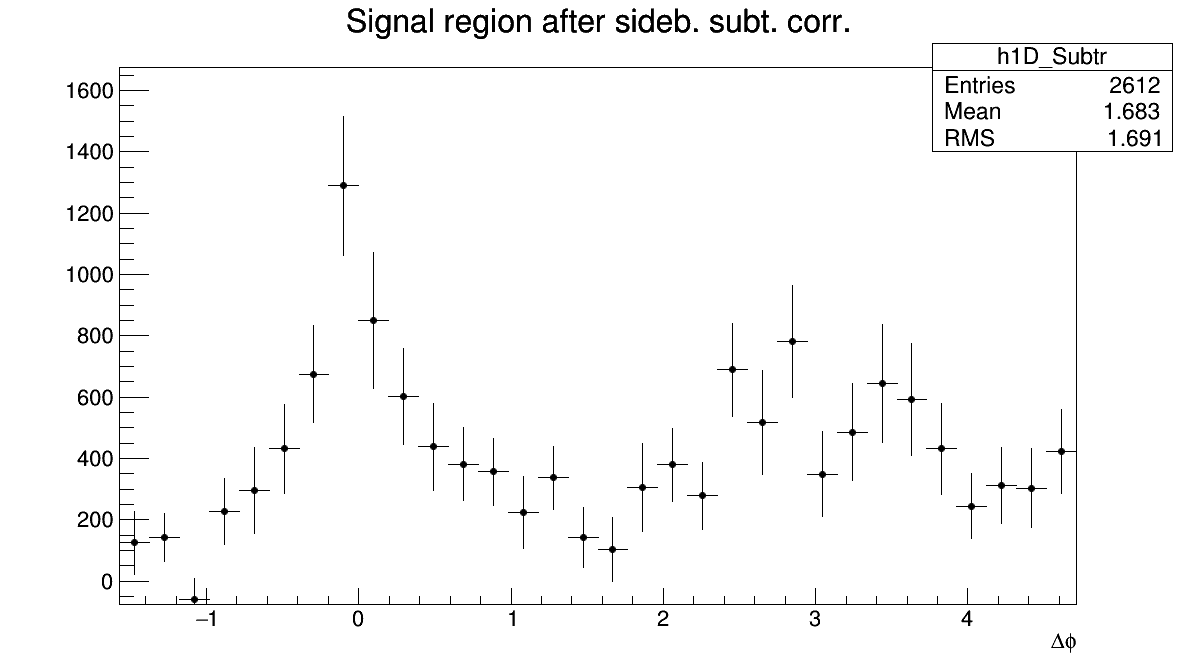 Signal region after sideb. subt. corr.
h1D_Subtr
Entries 2612
Mean 1.683
RMS 1.691
1600
1400
1200
1000
800
600
400
200
0
−1 0 1 2 3 4
Δϕ